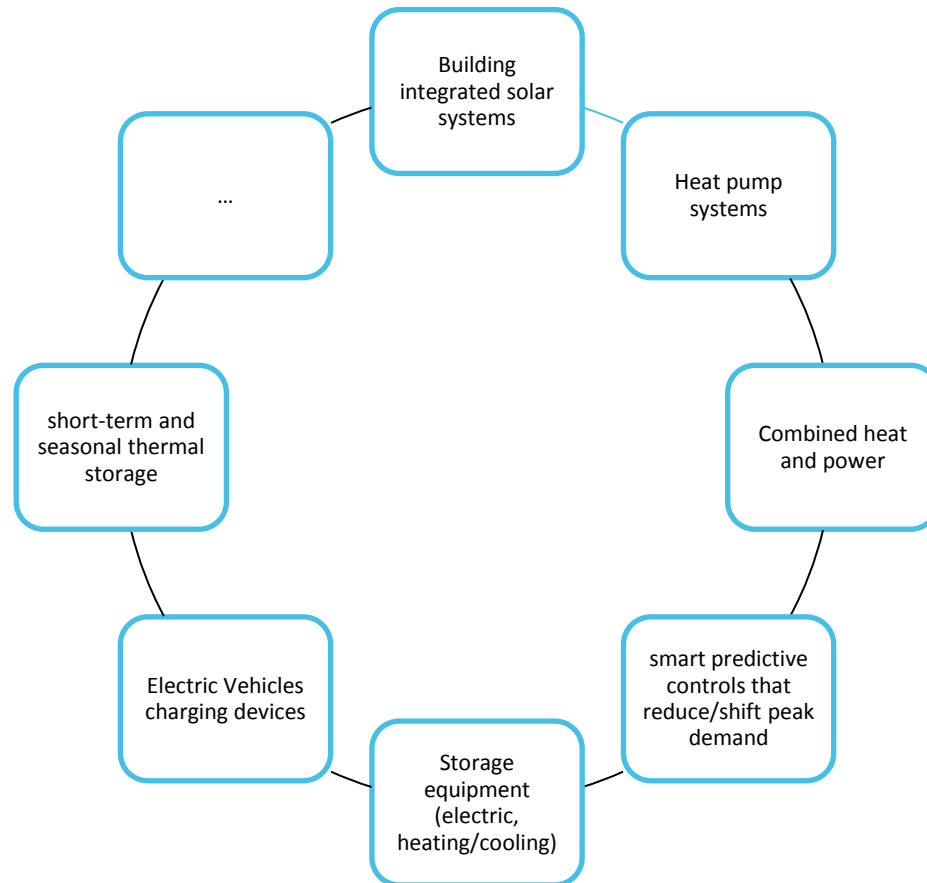 Building
integrated solar
systems
Heat pump
systems
Combined heat
and power
smart predictive
controls that
reduce/shift peak
demand
Storage
equipment
(electric,
heating/cooling)
Electric Vehicles
charging devices
short-term and
seasonal thermal
storage
...